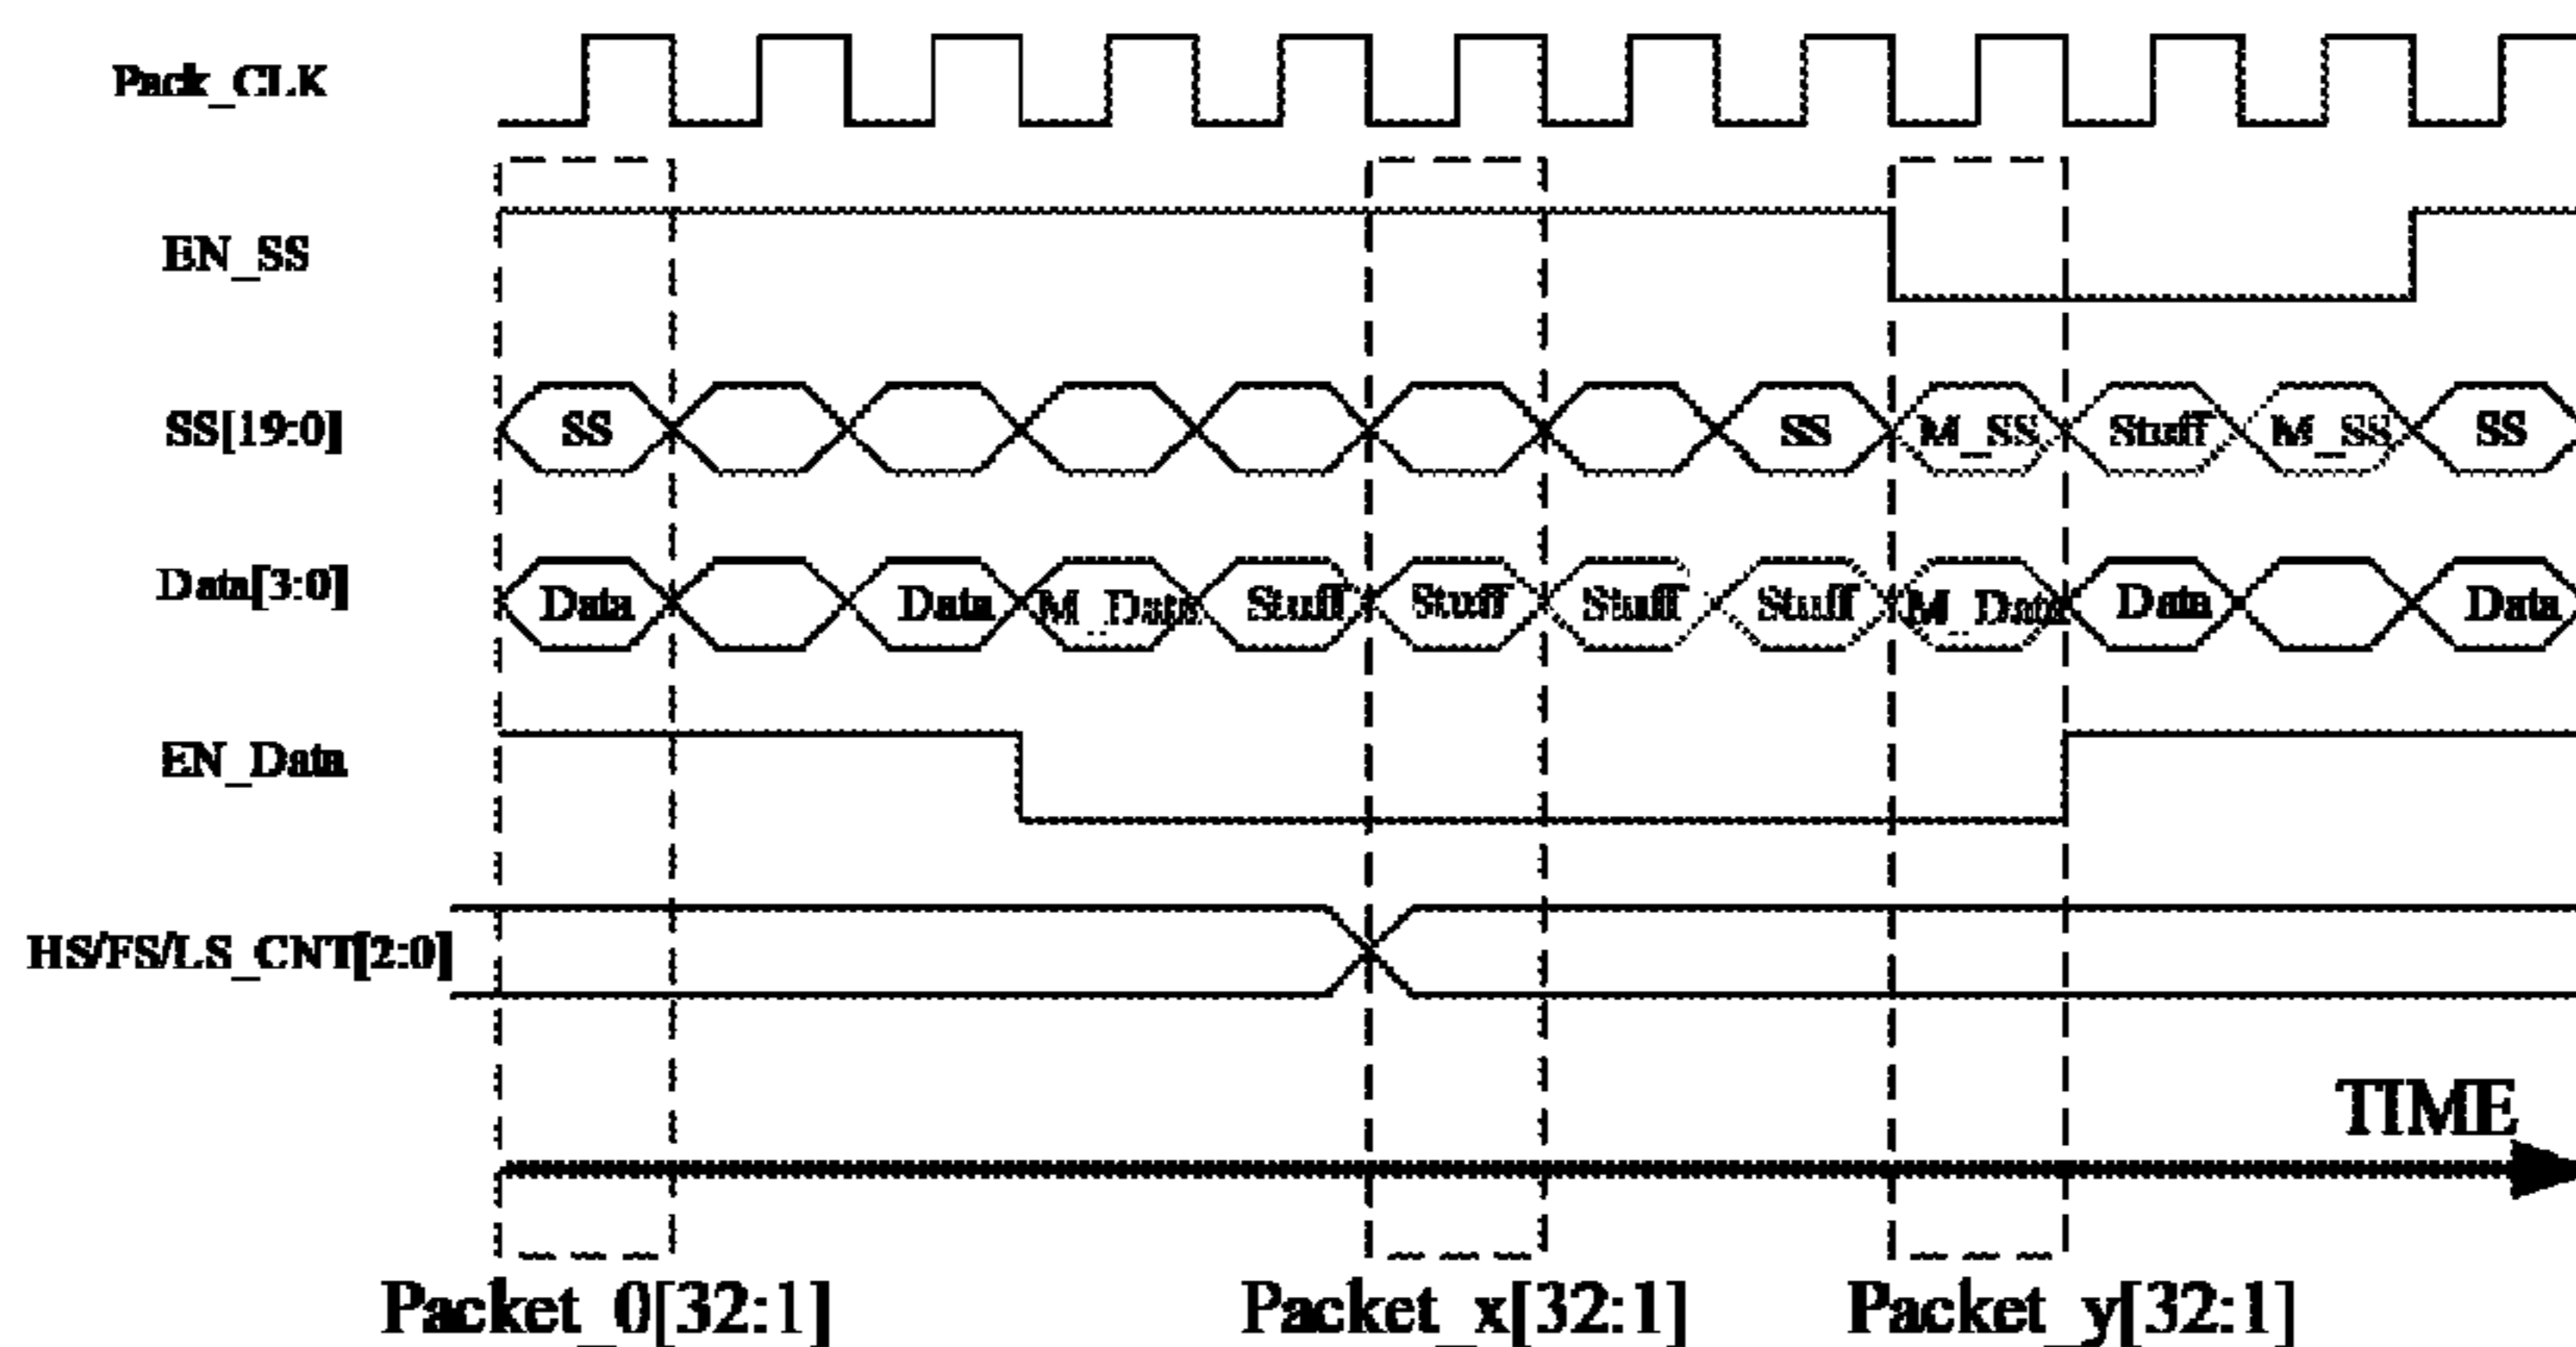 Pack_CLK
EN_SS
SS[19:0] SS SS M_SS Stuff M_SS SS
Data[3:0] Data Data M_Data Stuff Stuff Stuff Stuff M_Data Data Data
EN_Data
HS/FS/LS_CNT[2:0]
TIME
Packet_0[32:1] Packet_x[32:1] Packet_y[32:1]